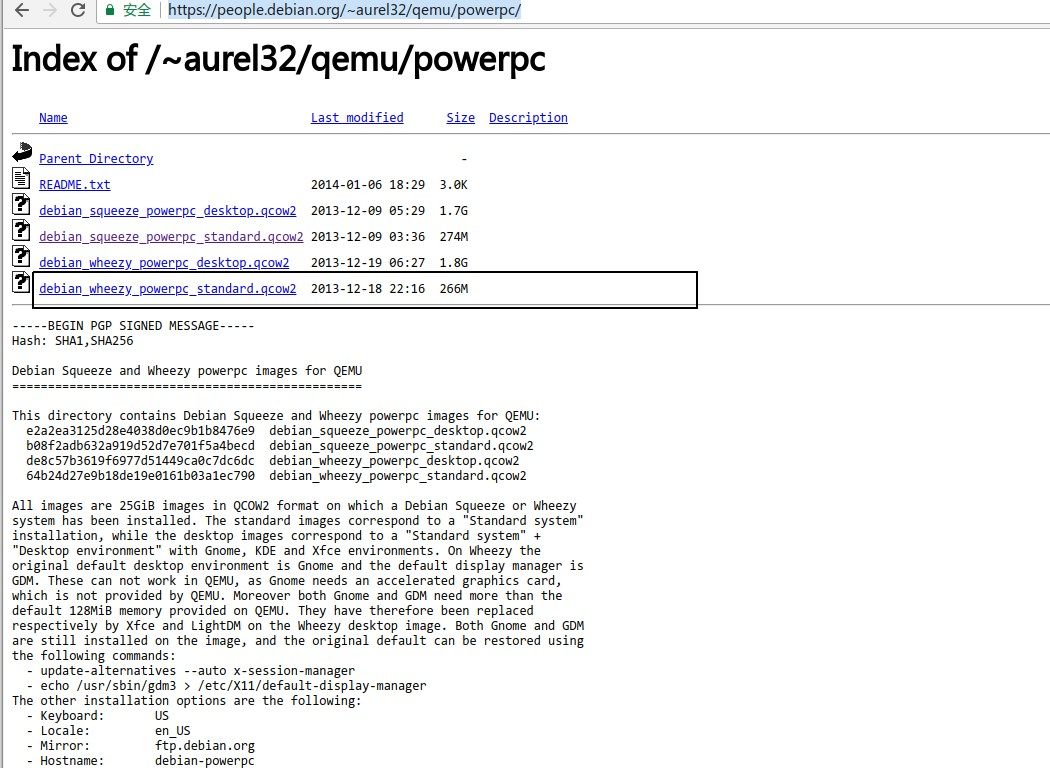 安全 https://people.debian.org/~aurel32/qemu/powerpc/
Index of /~aurel32/qemu/powerpc
Name Last modified Size Description
Parent Directory -
README.txt 2014-01-06 18:29 3.0K
debian_squeeze_powerpc_desktop.qcow2 2013-12-09 05:29 1.7G
debian_squeeze_powerpc_standard.qcow2 2013-12-09 03:36 274M
debian_wheezy_powerpc_desktop.qcow2 2013-12-19 06:27 1.8G
debian_wheezy_powerpc_standard.qcow2 2013-12-18 22:16 266M
-----BEGIN PGP SIGNED MESSAGE-----
Hash: SHA1,SHA256
Debian Squeeze and Wheezy powerpc images for QEMU
=================================================
This directory contains Debian Squeeze and Wheezy powerpc images for QEMU:
e2a2ea3125d28e4038d0ec9b1b8476e9 debian_squeeze_powerpc_desktop.qcow2
b08f2adb632a919d52d7e701f5a4becd debian_squeeze_powerpc_standard.qcow2
de8c57b3619f6977d51449ca0c7dc6dc debian_wheezy_powerpc_desktop.qcow2
64b24d27e9b18de19e0161b03a1ec790 debian_wheezy_powerpc_standard.qcow2
All images are 25GiB images in QCOW2 format on which a Debian Squeeze or Wheezy
system has been installed. The standard images correspond to a "Standard system"
installation, while the desktop images correspond to a "Standard system" +
"Desktop environment" with Gnome, KDE and Xfce environments. On Wheezy the
original default desktop environment is Gnome and the default display manager is
GDM. These can not work in QEMU, as Gnome needs an accelerated graphics card,
which is not provided by QEMU. Moreover both Gnome and GDM need more than the
default 128MiB memory provided on QEMU. They have therefore been replaced
respectively by Xfce and LightDM on the Wheezy desktop image. Both Gnome and GDM
are still installed on the image, and the original default can be restored using
the following commands:
- update-alternatives --auto x-session-manager
- echo /usr/sbin/gdm3 > /etc/X11/default-display-manager
The other installation options are the following:
- Keyboard: US
- Locale: en_US
- Mirror: ftp.debian.org
- Hostname: debian-powerpc